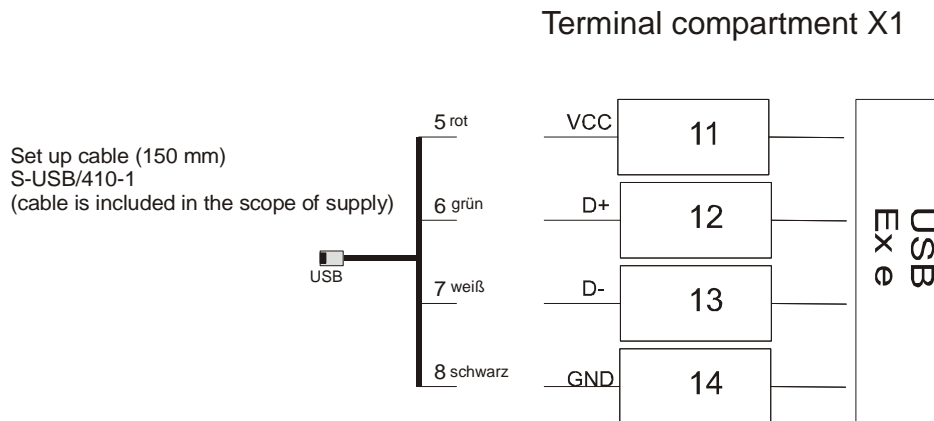 Terminal compartment X1
Set up cable (150 mm)
S-USB/410-1
(cable is included in the scope of supply)
USB
5 rot
6 grün
7 weiß
8 schwarz
VCC 11
D+ 12
D- 13
GND 14
USB
Ex e